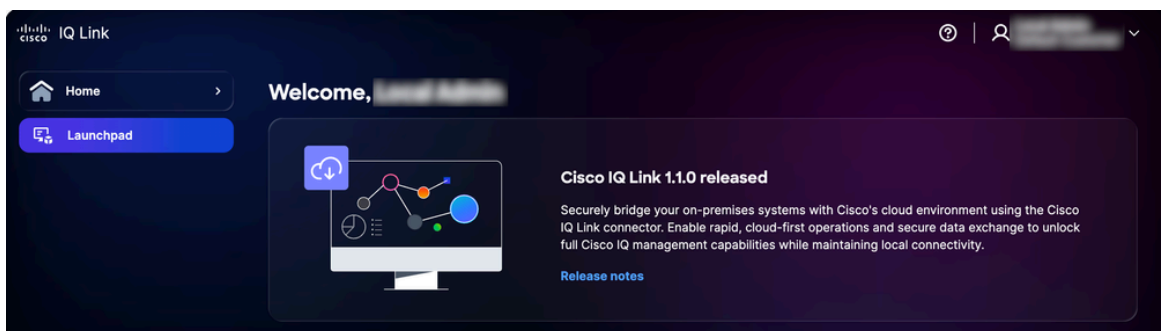 cisco IQ Link
Home
Launchpad
Welcome,
Cisco IQ Link 1.1.0 released
Securely bridge your on-premises systems with Cisco's cloud environment using the Cisco
IQ Link connector. Enable rapid, cloud-first operations and secure data exchange to unlock
full Cisco IQ management capabilities while maintaining local connectivity.
Release notes